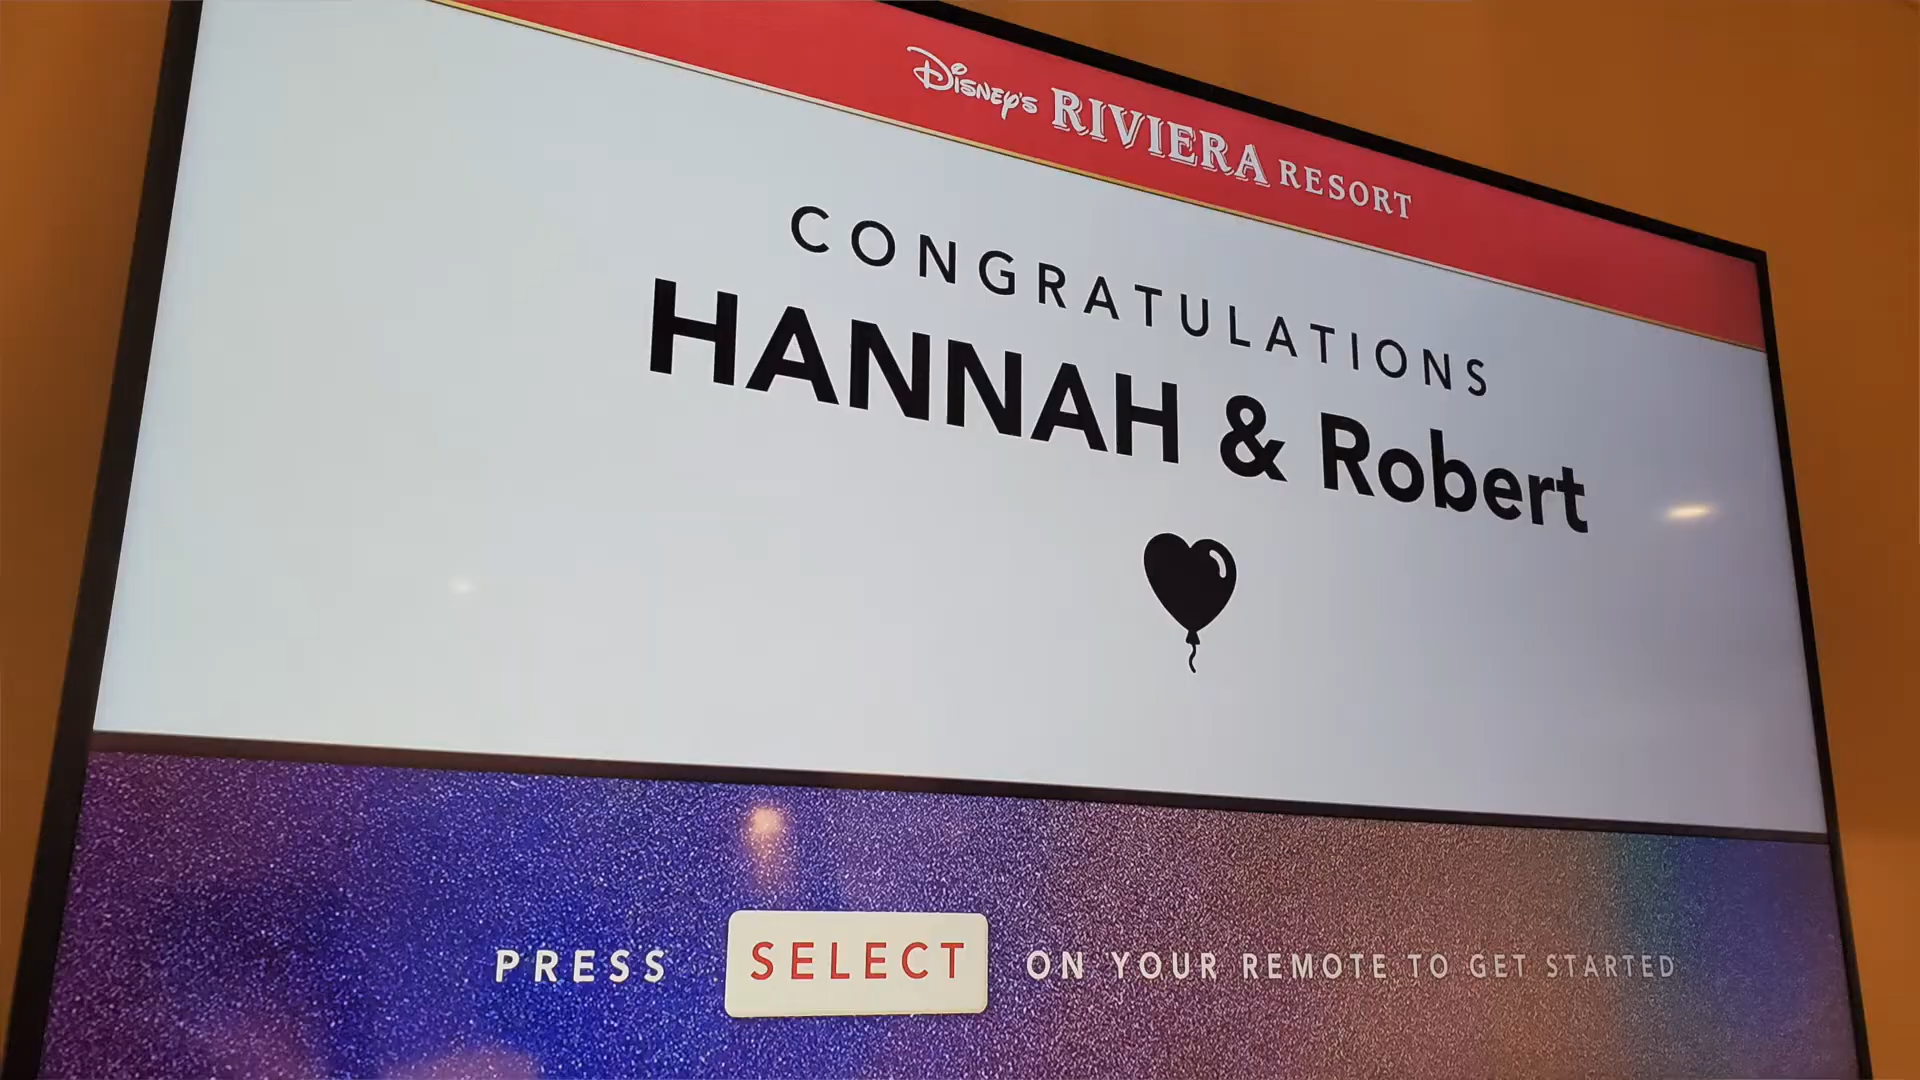 Disney's RIVIERA RESORT
CONGRATULATIONS
HANNAH & Robert
PRESS SELECT ON YOUR REMOTE TO GET STARTED